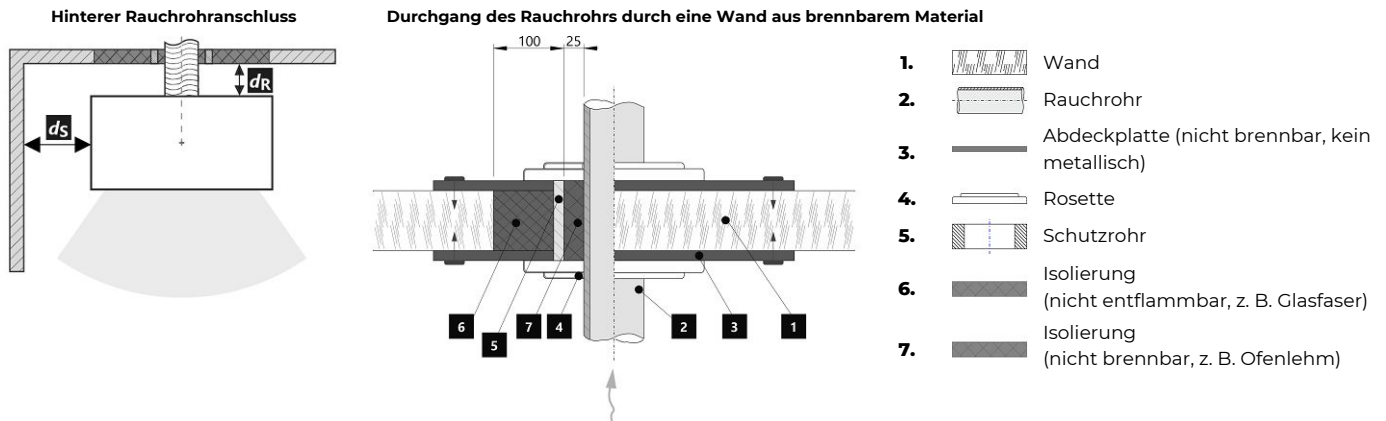 Hinterer Rauchrohranschluss
dR
dS
Durchgang des Rauchrohrs durch eine Wand aus brennbarem Material
100
25
6
5
7
4
2
3
1
1. Wand
2. Rauchrohr
3. Abdeckplatte (nicht brennbar, kein
metallisch)
4. Rosette
5. Schutzrohr
6. Isolierung
(nicht entflammbar, z. B. Glasfaser)
7. Isolierung
(nicht brennbar, z. B. Ofenlehm)